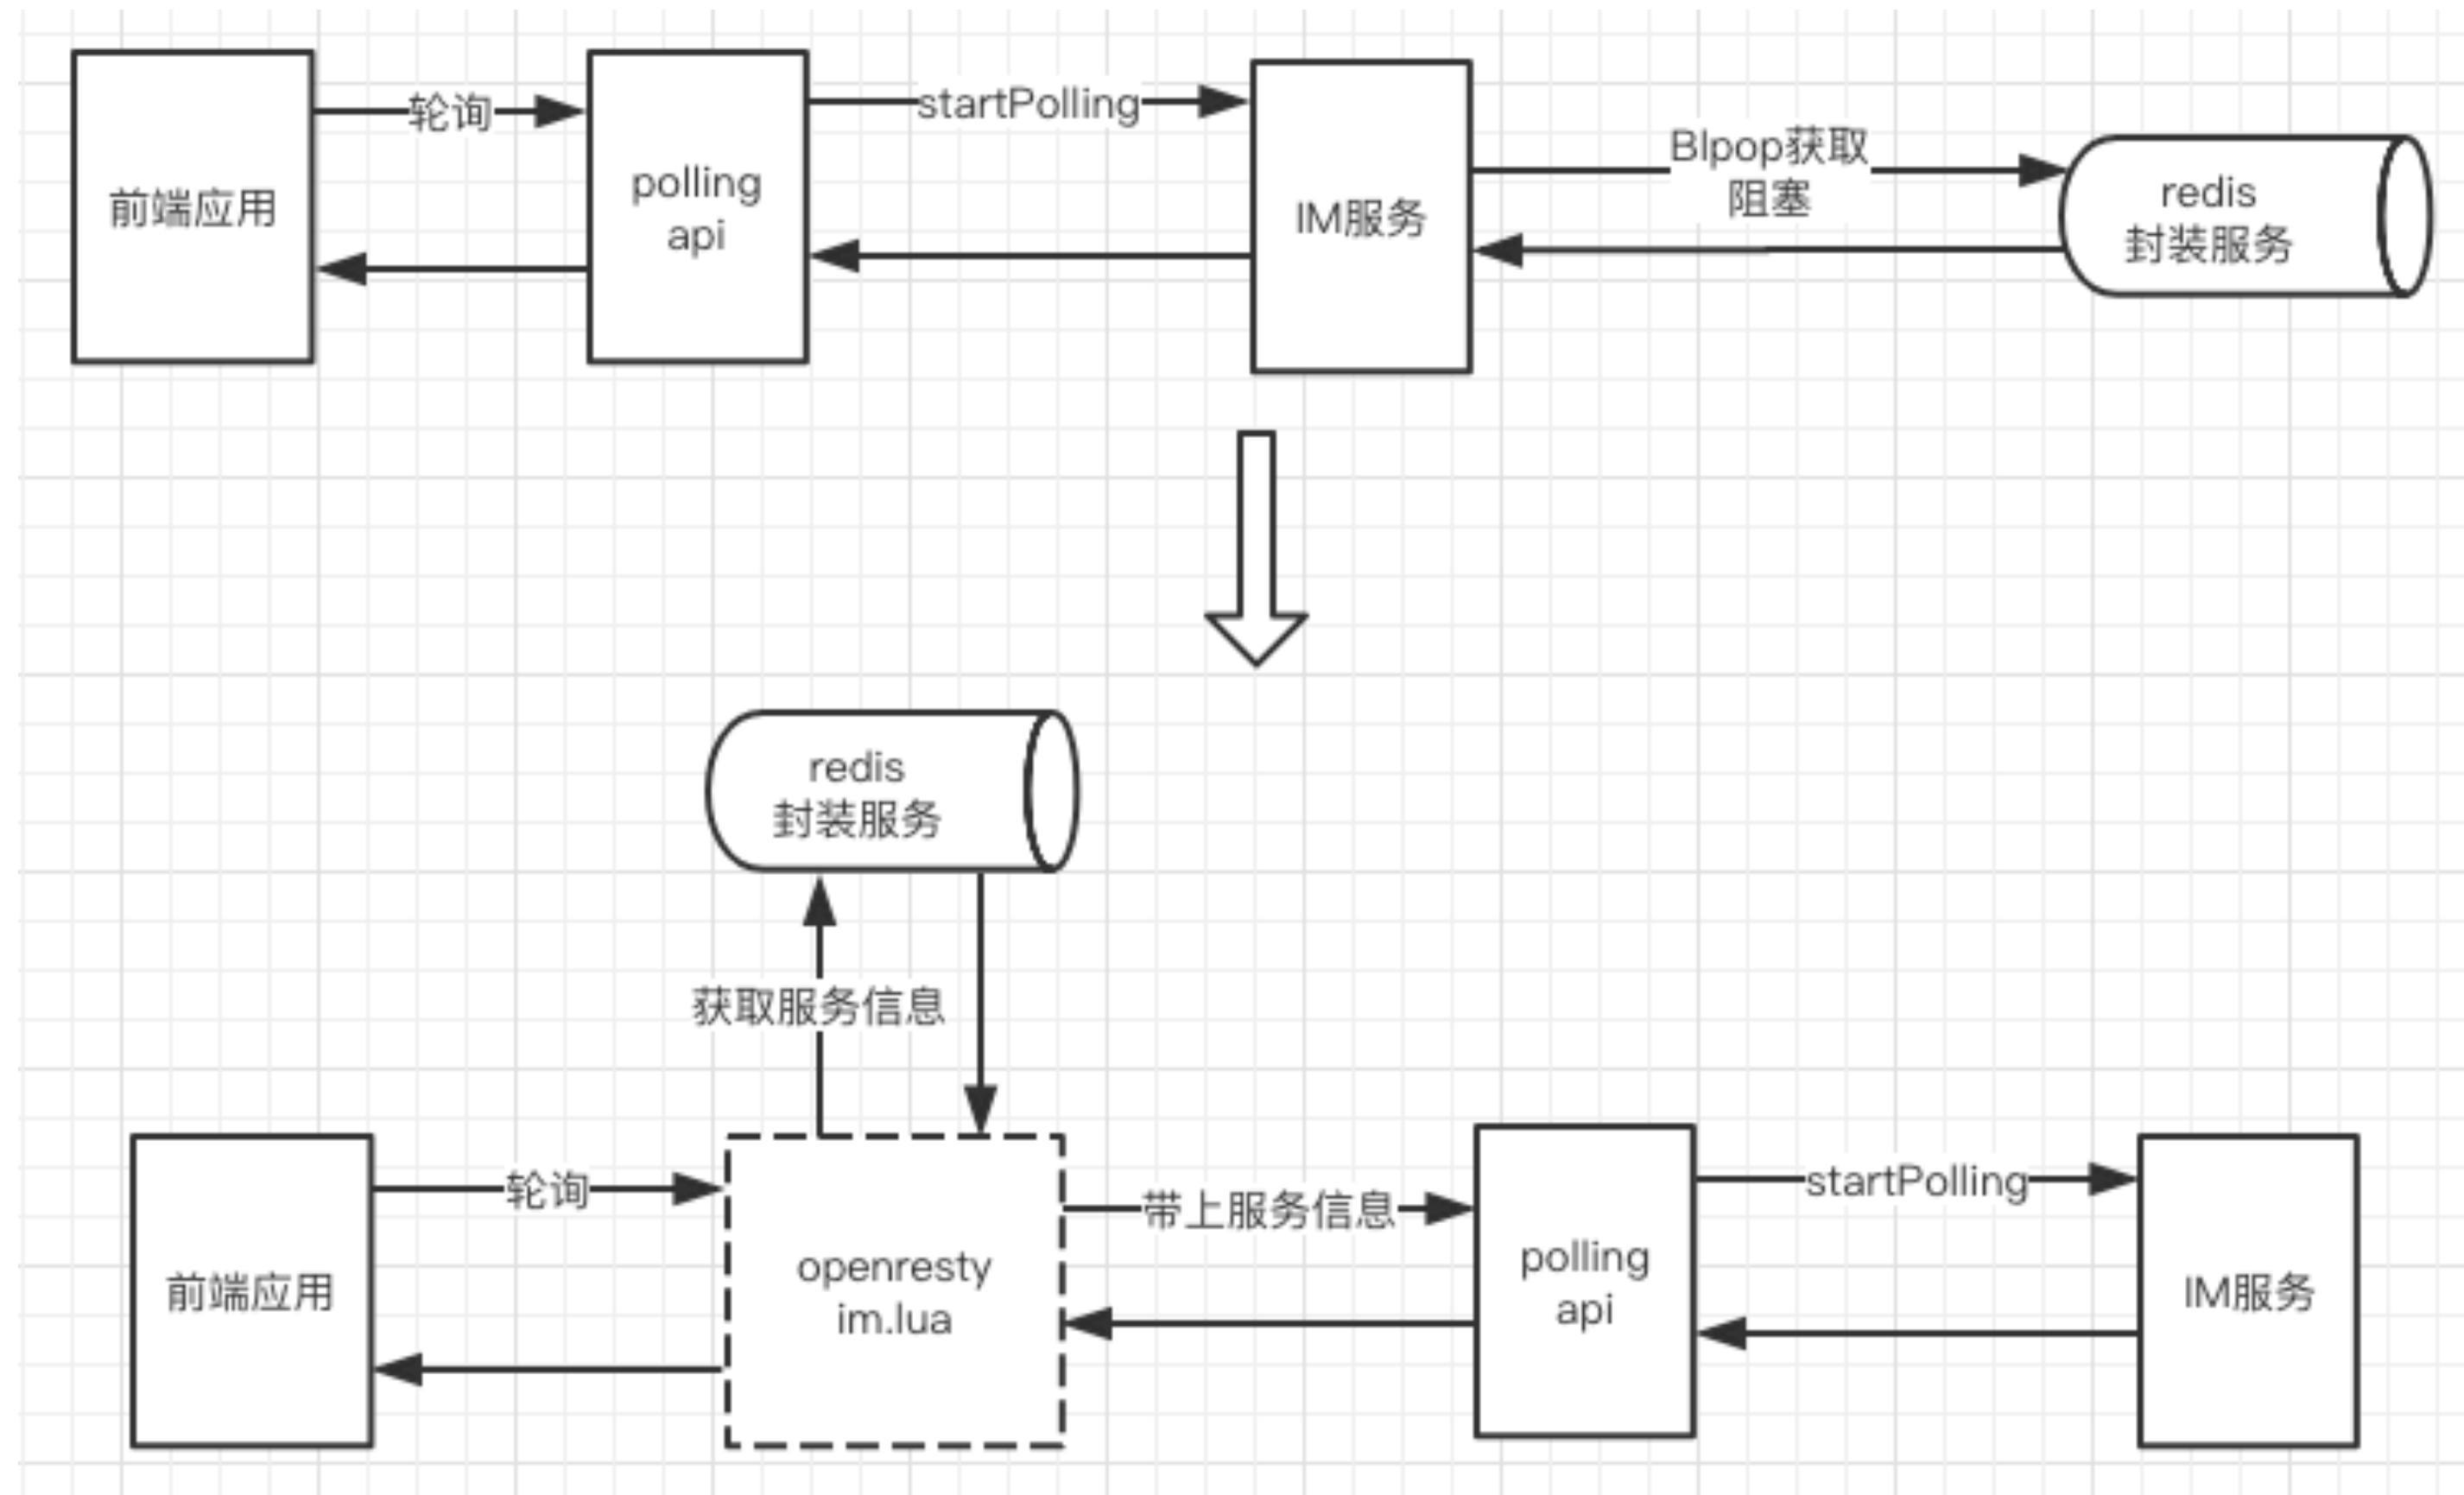 前端应用
轮询
polling
api
startPolling
IM服务
Blpop获取
阻塞
redis
封装服务
redis
封装服务
获取服务信息
前端应用
轮询
openresty
im.lua
带上服务信息
polling
api
startPolling
IM服务